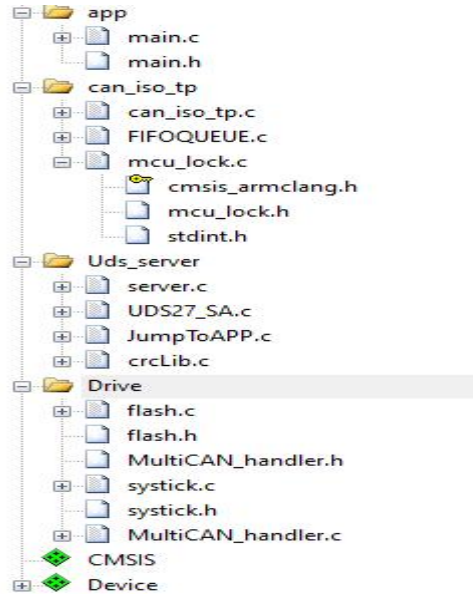 app
main.c
main.h
can_iso_tp
can_iso_tp.c
FIFOQUEUE.c
mcu_lock.c
cmsis_armclang.h
mcu_lock.h
stdint.h
Uds_server
server.c
UDS27_SA.c
JumpToAPP.c
crcLib.c
Drive
flash.c
flash.h
MultiCAN_handler.h
systick.c
systick.h
MultiCAN_handler.c
CMSIS
Device